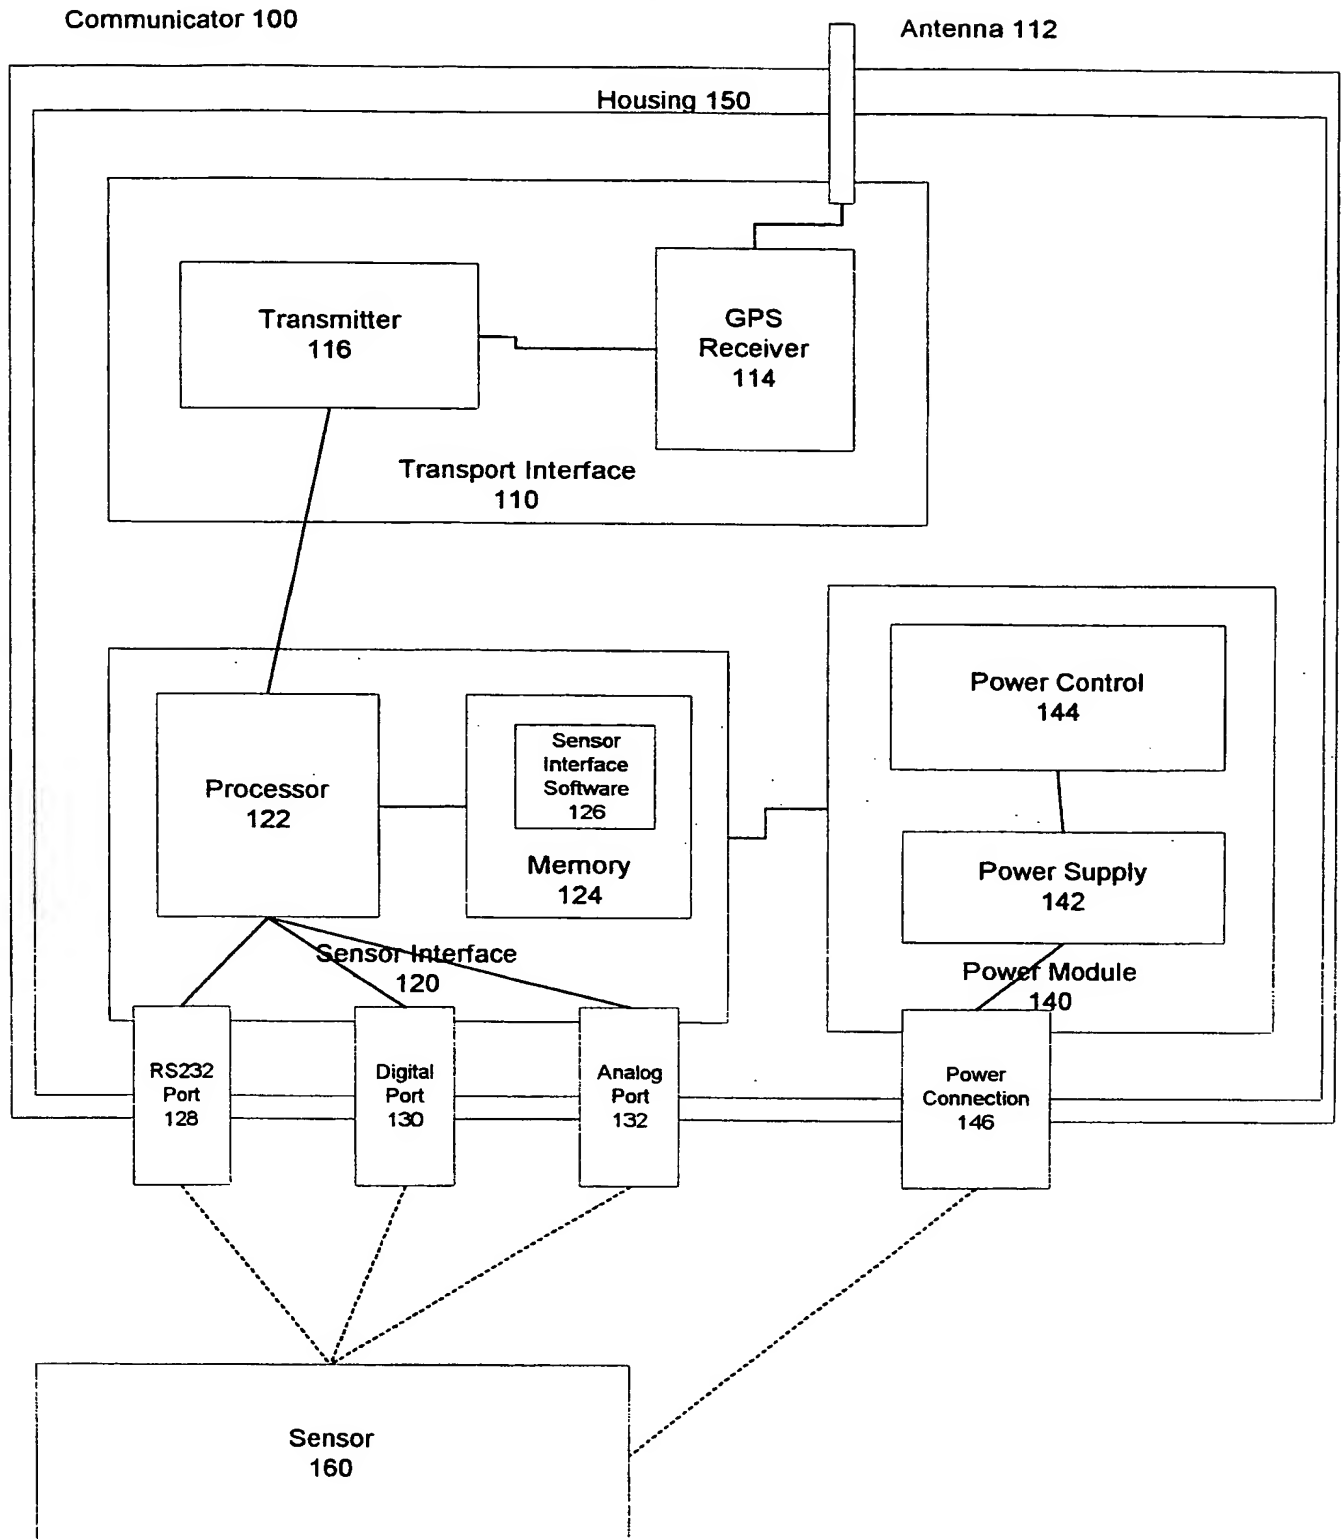 Communicator 100
Antenna 112
Housing 150
Transmitter
116
GPS
Receiver
114
Transport Interface
110
Power Control
144
Processor
122
Sensor
Interface
Software
126
Memory
124
Power Supply
142
Sensor Interface
120
Power Module
140
RS232
Port
128
Digital
Port
130
Analog
Port
132
Power
Connection
146
Sensor
160